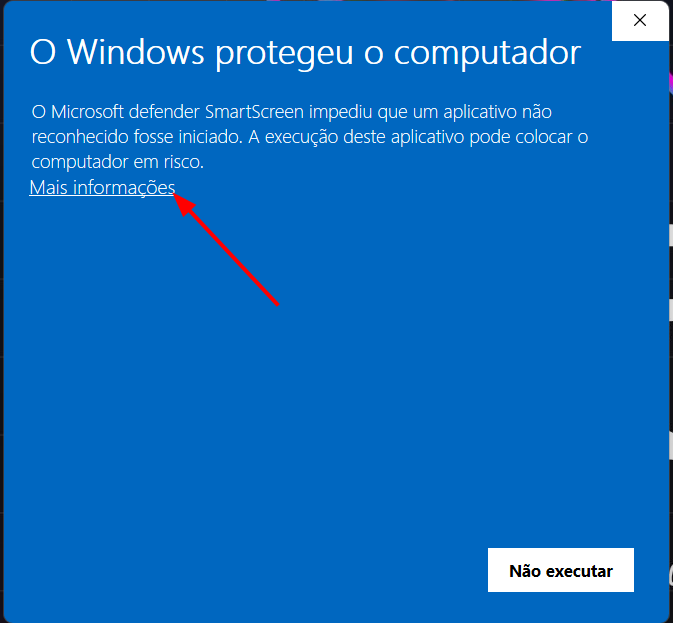 O Windows protegeu o computador
O Microsoft defender SmartScreen impediu que um aplicativo não
reconhecido fosse iniciado. A execução deste aplicativo pode colocar o
computador em risco.
Mais informações
Não executar